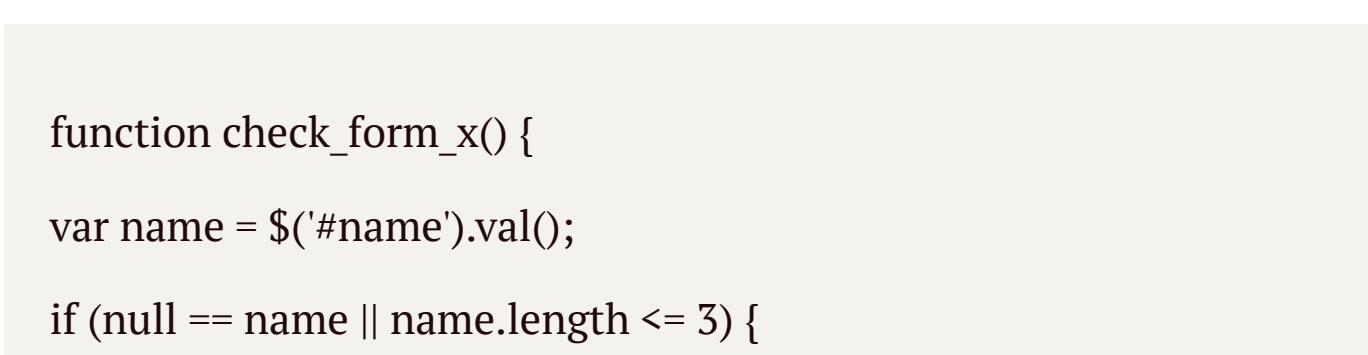 function check_form_x() {
var name = $('#name').val();
if (null == name || name.length <= 3) {